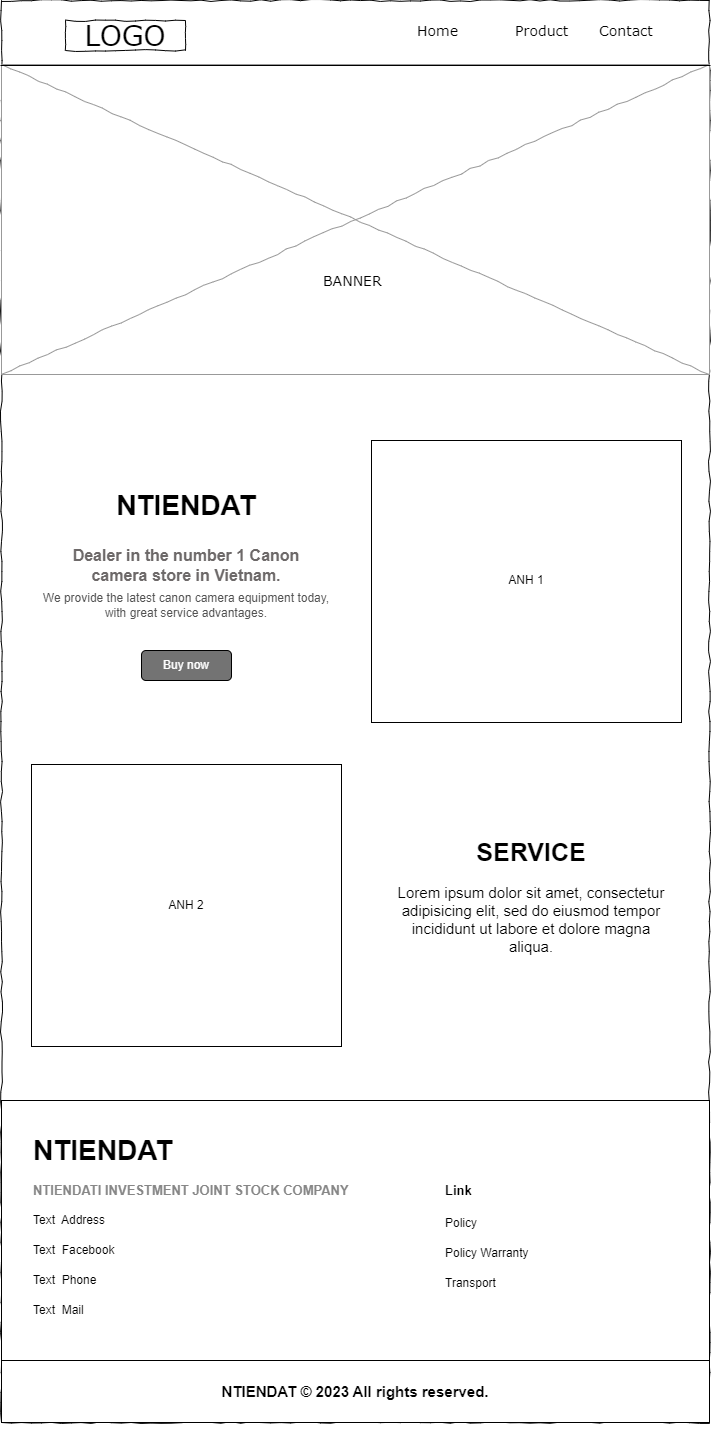 LOGO
Home Product Contact
BANNER
NTIENDAT
Dealer in the number 1 Canon
camera store in Vietnam.
We provide the latest canon camera equipment today,
with great service advantages.
Buy now
ANH 1
ANH 2
SERVICE
Lorem ipsum dolor sit amet, consectetur
adipisicing elit, sed do eiusmod tempor
incididunt ut labore et dolore magna
aliqua.
NTIENDAT
NTIENDATI INVESTMENT JOINT STOCK COMPANY
Text Address
Text Facebook
Text Phone
Text Mail
Link
Policy
Policy Warranty
Transport
NTIENDAT © 2023 All rights reserved.